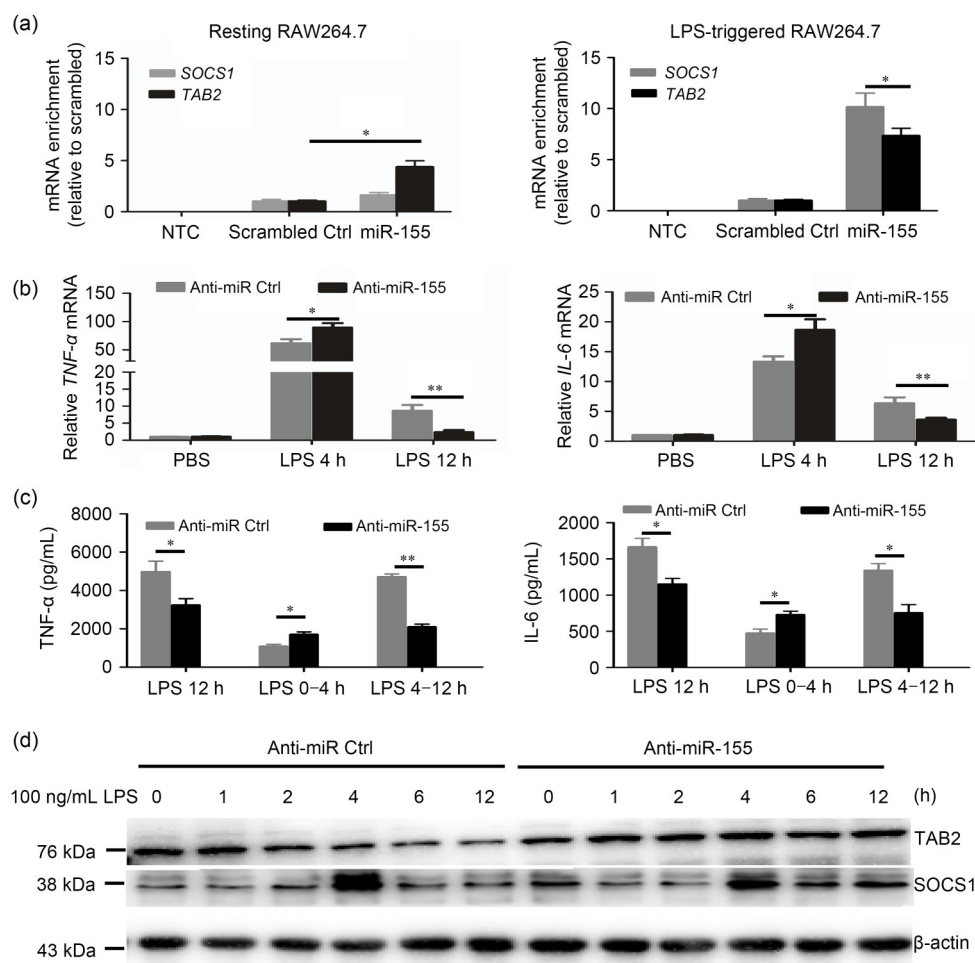 (a)
Resting RAW264.7
LPS-triggered RAW264.7
mRNA enrichment
(relative to scrambled)
15
10
5
0
SOCS1
TAB2
*
NTC Scrambled Ctrl miR-155
mRNA enrichment
(relative to scrambled)
15
10
5
0
SOCS1
TAB2
*
NTC Scrambled Ctrl miR-155
(b)
Relative TNF-α mRNA
100
75
50
20
15
10
5
0
Anti-miR Ctrl Anti-miR-155
*
**
PBS LPS 4 h LPS 12 h
Relative IL-6 mRNA
25
20
15
10
5
0
Anti-miR Ctrl Anti-miR-155
*
**
PBS LPS 4 h LPS 12 h
(c)
TNF-α (pg/mL)
8000
6000
4000
2000
0
Anti-miR Ctrl Anti-miR-155
*
*
**
LPS 12 h LPS 0–4 h LPS 4–12 h
IL-6 (pg/mL)
2000
1500
1000
500
0
Anti-miR Ctrl Anti-miR-155
*
*
*
LPS 12 h LPS 0–4 h LPS 4–12 h
(d)
Anti-miR Ctrl Anti-miR-155
100 ng/mL LPS 0 1 2 4 6 12 0 1 2 4 6 12 (h)
TAB2
76 kDa
38 kDa SOCS1
43 kDa β-actin